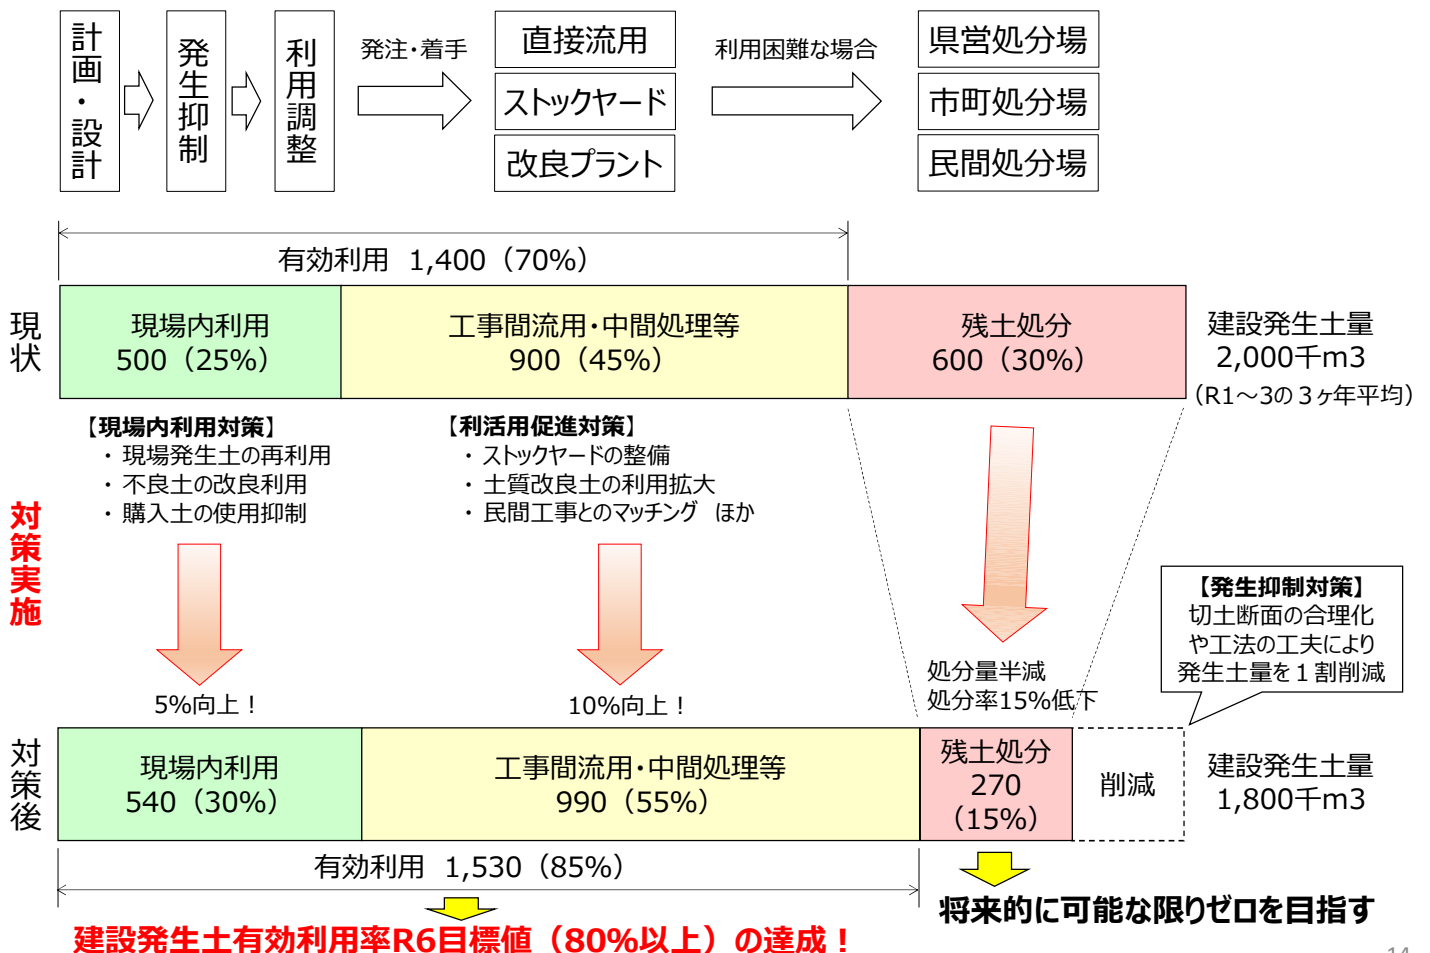 計画・設計
発生抑制
利用調整
発注・着手
直接流用
ストックヤード
改良プラント
利用困難な場合
県営処分場
市町処分場
民間処分場
有効利用 1,400（70%）
現状
現場内利用
500（25%）
工事間流用・中間処理等
900（45%）
残土処分
600（30%）
建設発生土量
2,000千m3
（R1～3の３ヶ年平均）
【現場内利用対策】
・現場発生土の再利用
・不良土の改良利用
・購入土の使用抑制
【利活用促進対策】
・ストックヤードの整備
・土質改良土の利用拡大
・民間工事とのマッチング ほか
対策実施
【発生抑制対策】
切土断面の合理化
や工法の工夫により
発生土量を１割削減
5%向上！
10%向上！
処分量半減
処分率15%低下
対策後
現場内利用
540（30%）
工事間流用・中間処理等
990（55%）
残土処分
270
（15%）
削減
建設発生土量
1,800千m3
有効利用 1,530（85%）
将来的に可能な限りゼロを目指す
建設発生土有効利用率R6目標値（80%以上）の達成！
14